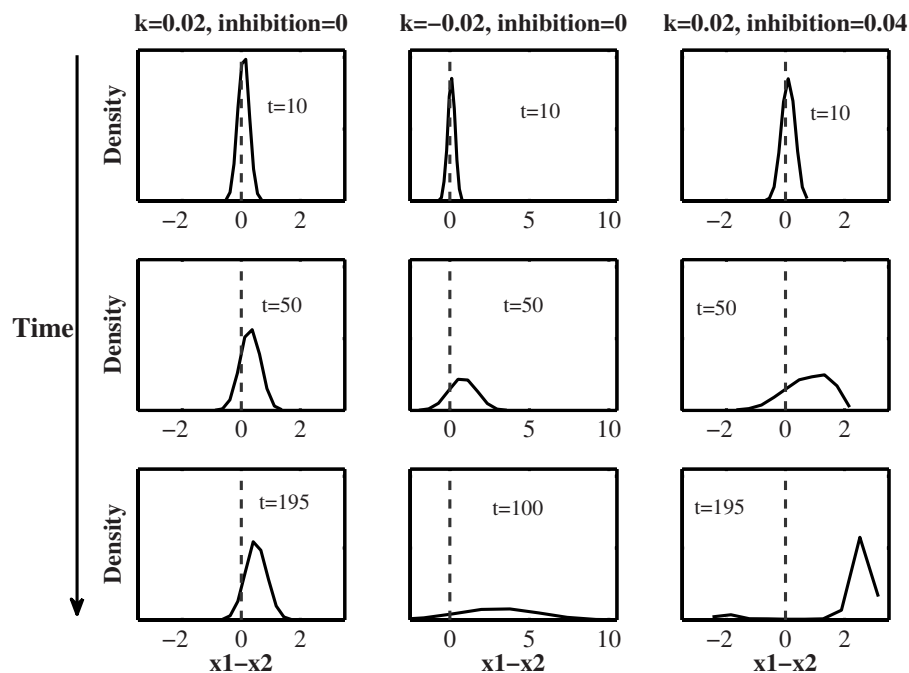 k=0.02, inhibition=0 k=−0.02, inhibition=0 k=0.02, inhibition=0.04
Density
t=10 t=10 t=10
−2 0 2 0 5 10 −2 0 2
Time
Density
t=50 t=50 t=50
−2 0 2 0 5 10 −2 0 2
Density
t=195 t=100 t=195
−2 0 2 0 5 10 −2 0 2
x1−x2 x1−x2 x1−x2